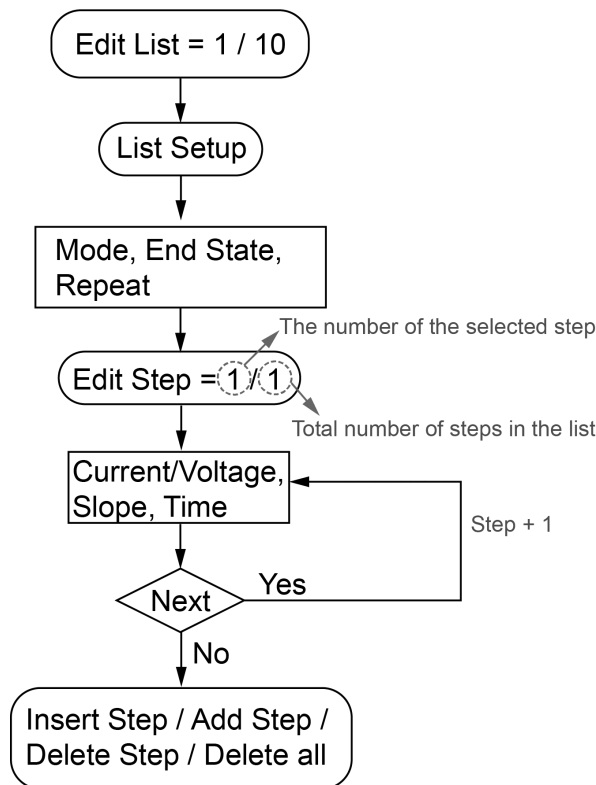 Edit List = 1 / 10
List Setup
Mode, End State,
Repeat
The number of the selected step
Edit Step = 1 / 1
Total number of steps in the list
Current/Voltage,
Slope, Time
Step + 1
Next
Yes
No
Insert Step / Add Step /
Delete Step / Delete all